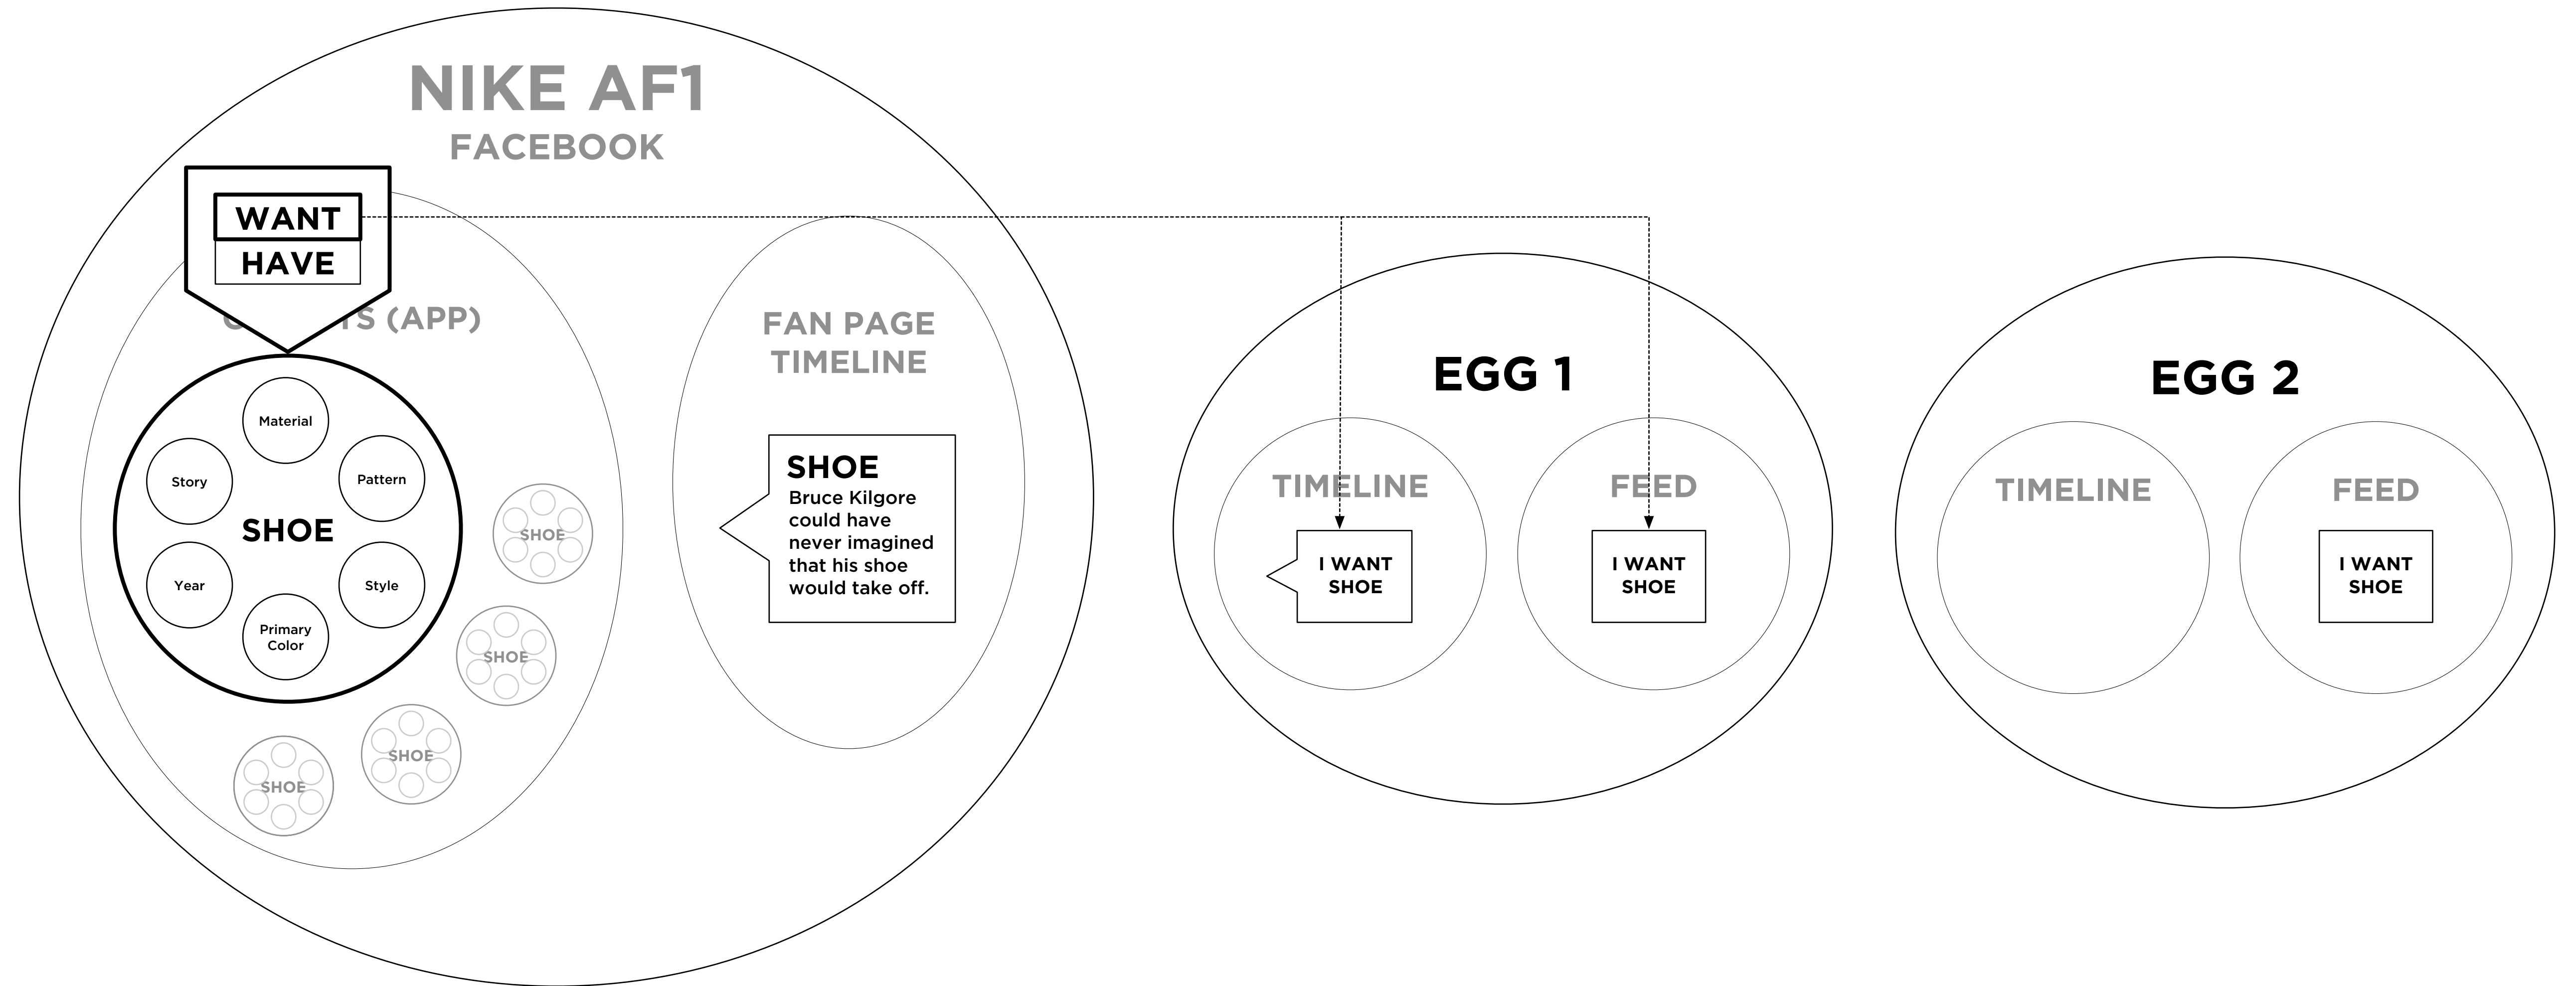 NIKE AF1
FACEBOOK
WANT
HAVE
(APP)
Material
Story
Pattern
SHOE
Year
Style
Primary
Color
SHOE
SHOE
SHOE
SHOE
FAN PAGE
TIMELINE
SHOE
Bruce Kilgore
could have
never imagined
that his shoe
would take off.
EGG 1
TIMELINE
I WANT
SHOE
FEED
I WANT
SHOE
EGG 2
TIMELINE
FEED
I WANT
SHOE